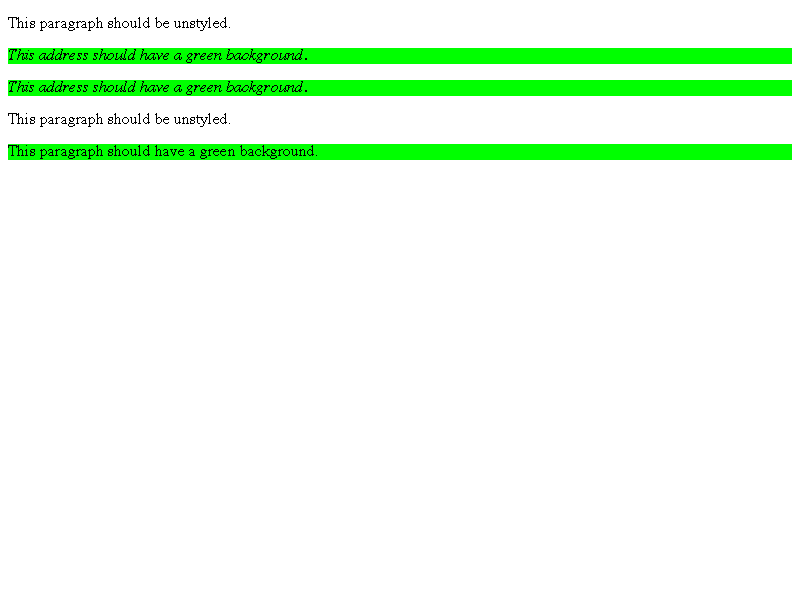 This paragraph should be unstyled.
This address should have a green background.
This address should have a green background.
This paragraph should be unstyled.
This paragraph should have a green background.